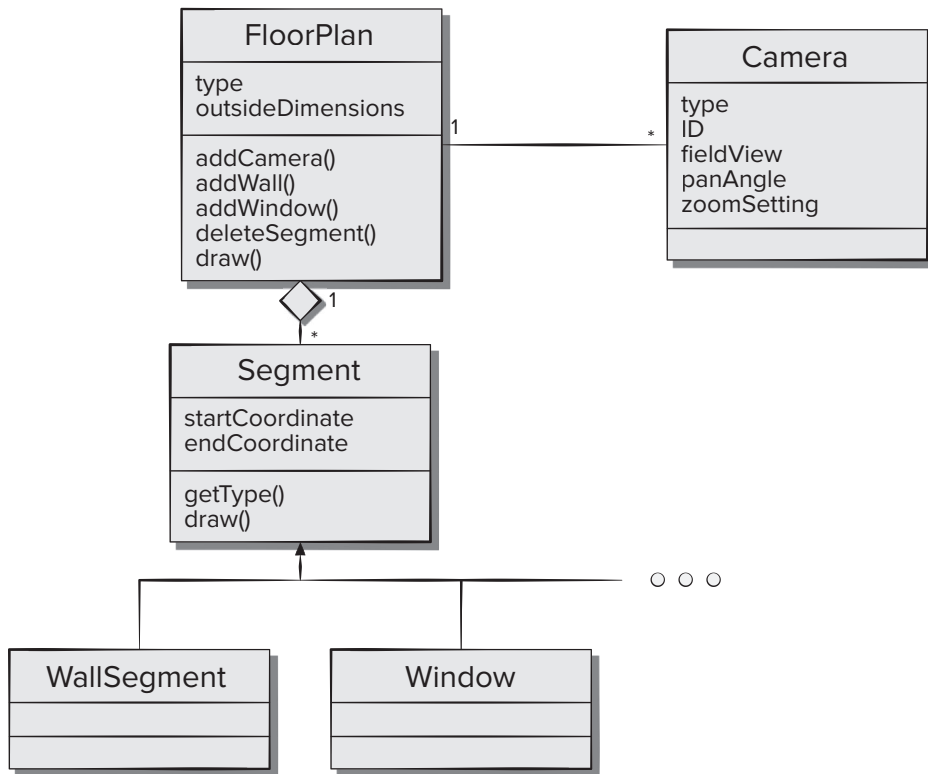 FloorPlan
type
outsideDimensions
addCamera()
addWall()
addWindow()
deleteSegment()
draw()
1
*
Camera
type
ID
fieldView
panAngle
zoomSetting
1
*
Segment
startCoordinate
endCoordinate
getType()
draw()
WallSegment
Window